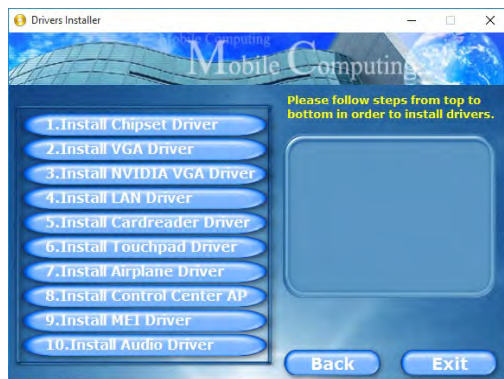 Drivers Installer
Mobile Computing
Mobile Computing
Please follow steps from top to
bottom in order to install drivers.
1.Install Chipset Driver
2.Install VGA Driver
3.Install NVIDIA VGA Driver
4.Install LAN Driver
5.Install Cardreader Driver
6.Install Touchpad Driver
7.Install Airplane Driver
8.Install Control Center AP
9.Install MEI Driver
10.Install Audio Driver
Back
Exit